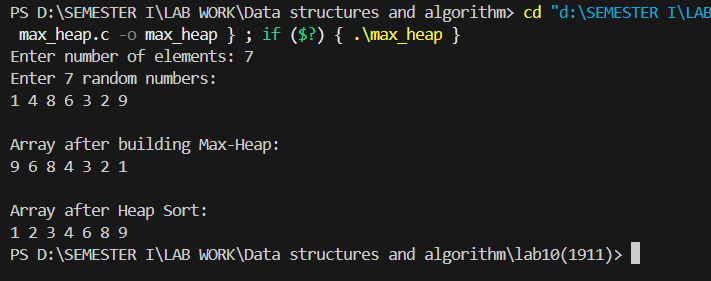 PS D:\SEMESTER I\LAB WORK\Data structures and algorithm> cd "d:\SEMESTER I\LAB
max_heap.c -o max_heap } ; if ($?) { .\max_heap }
Enter number of elements: 7
Enter 7 random numbers:
1 4 8 6 3 2 9
Array after building Max-Heap:
9 6 8 4 3 2 1
Array after Heap Sort:
1 2 3 4 6 8 9
PS D:\SEMESTER I\LAB WORK\Data structures and algorithm\lab10(1911)>